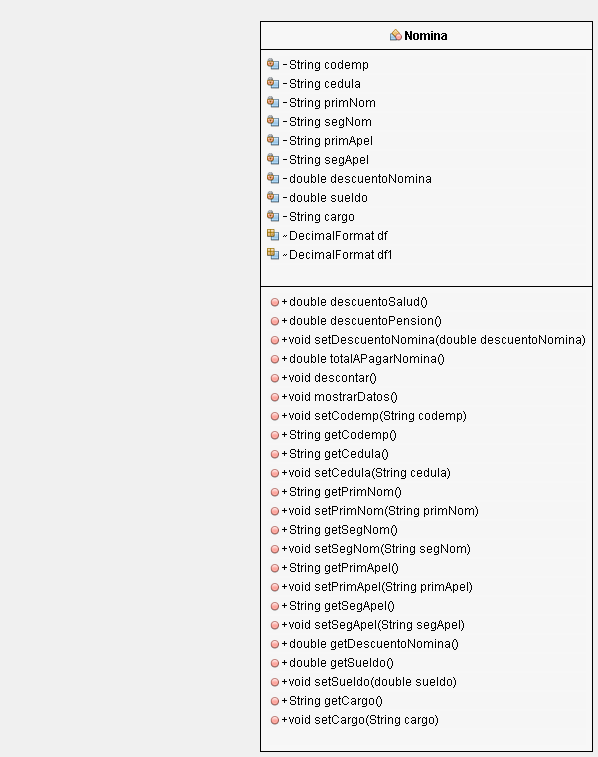 Nomina
-String codemp
-String cedula
-String primNom
-String segNom
-String primApel
-String segApel
-double descuentoNomina
-double sueldo
-String cargo
~DecimalFormat df
~DecimalFormat df1
+double descuentoSalud()
+double descuentoPension()
+void setDescuentoNomina(double descuentoNomina)
+double totalAPagarNomina()
+void descontar()
+void mostrarDatos()
+void setCodemp(String codemp)
+String getCodemp()
+String getCedula()
+void setCedula(String cedula)
+String getPrimNom()
+void setPrimNom(String primNom)
+String getSegNom()
+void setSegNom(String segNom)
+String getPrimApel()
+void setPrimApel(String primApel)
+String getSegApel()
+void setSegApel(String segApel)
+double getDescuentoNomina()
+double getSueldo()
+void setSueldo(double sueldo)
+String getCargo()
+void setCargo(String cargo)